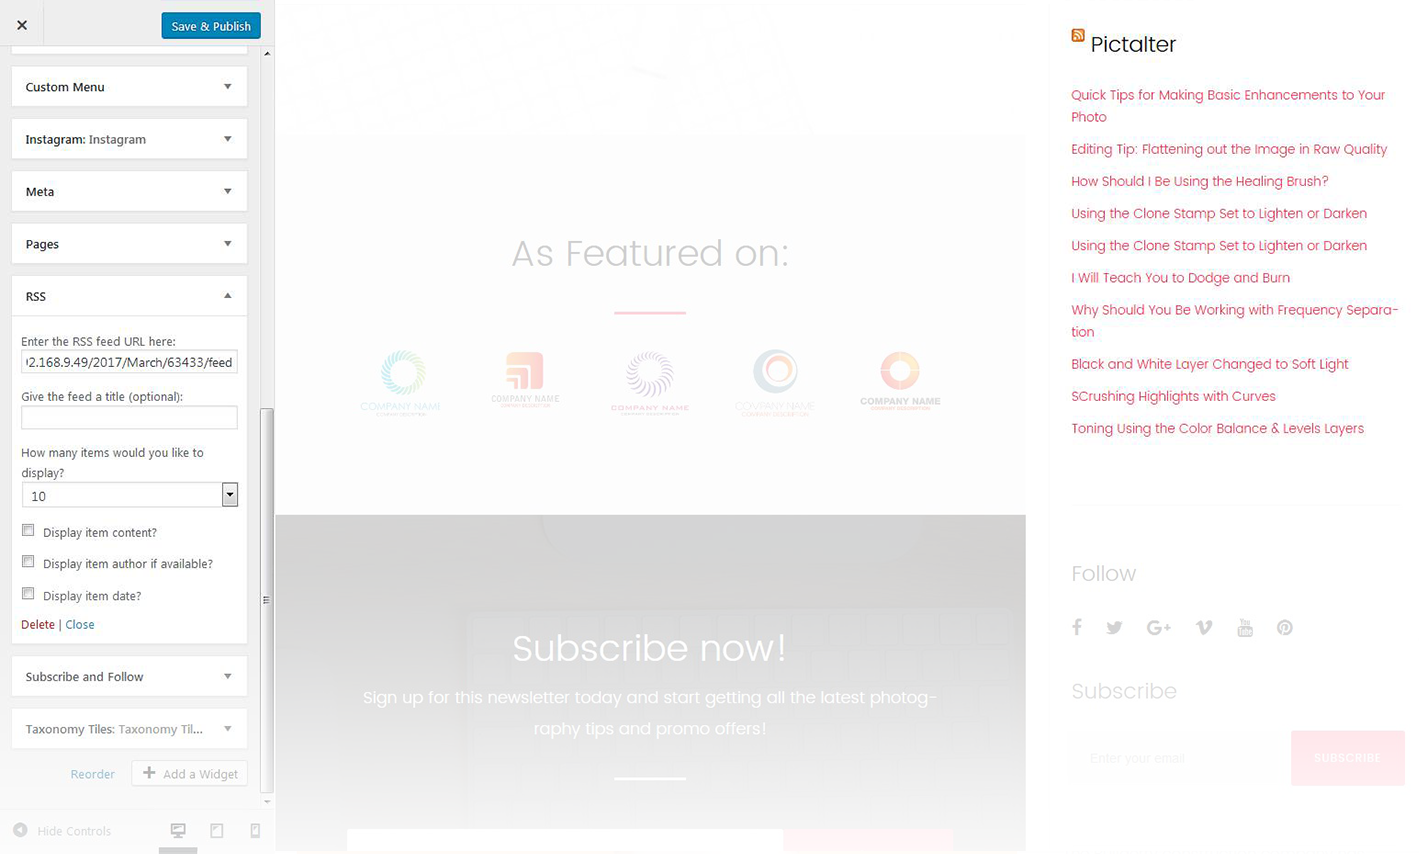 Save & Publish
Custom Menu
Instagram: Instagram
Meta
Pages
RSS
Enter the RSS feed URL here:
2.168.9.49/2017/March/63433/feed
Give the feed a title (optional):
How many items would you like to
display?
10
Display item content?
Display item author if available?
Display item date?
Delete | Close
Subscribe and Follow
Taxonomy Tiles: Taxonomy Til...
Reorder
Add a Widget
Hide Controls
As Featured on:
COMPANY NAME
COMPANY NAME
COMPANY NAME
COMPANY NAME
COMPANY NAME
Subscribe now!
Sign up for this newsletter today and start getting all the latest photog-
raphy tips and promo offers!
Pictalter
Quick Tips for Making Basic Enhancements to Your
Photo
Editing Tip: Flattening out the Image in Raw Quality
How Should I Be Using the Healing Brush?
Using the Clone Stamp Set to Lighten or Darken
Using the Clone Stamp Set to Lighten or Darken
I Will Teach You to Dodge and Burn
Why Should You Be Working with Frequency Separa-
tion
Black and White Layer Changed to Soft Light
SCrushing Highlights with Curves
Toning Using the Color Balance & Levels Layers
Follow
Subscribe
Enter your email
SUBSCRIBE